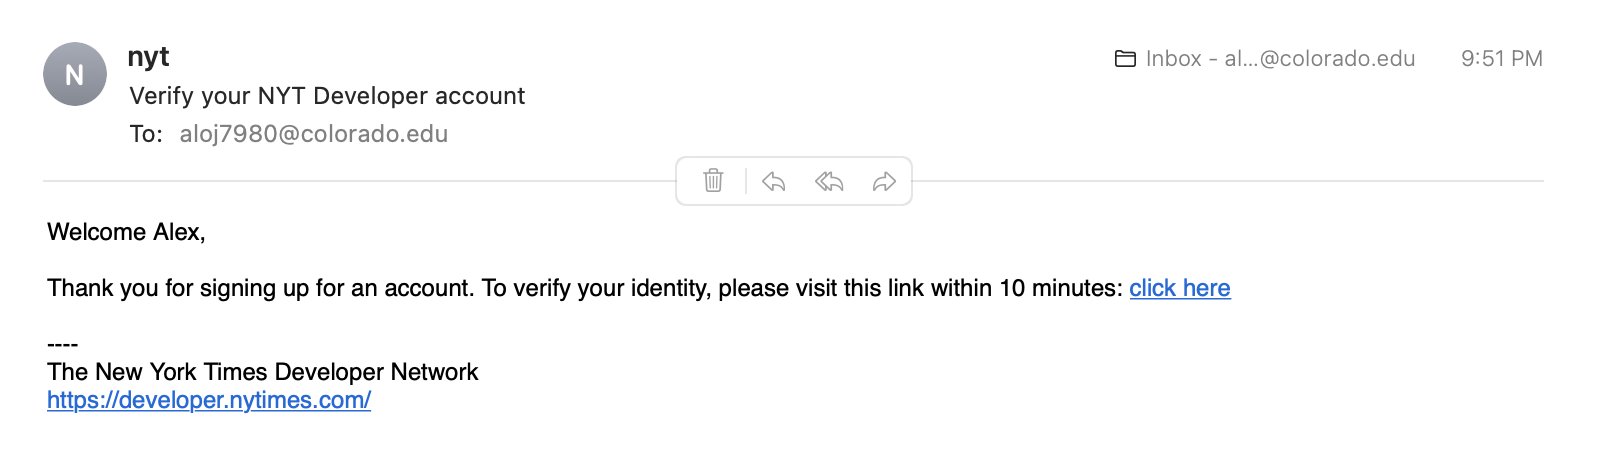 N
nyt
Inbox - al...@colorado.edu
9:51 PM
Verify your NYT Developer account
To: aloj7980@colorado.edu
Welcome Alex,
Thank you for signing up for an account. To verify your identity, please visit this link within 10 minutes: click here
----
The New York Times Developer Network
https://developer.nytimes.com/